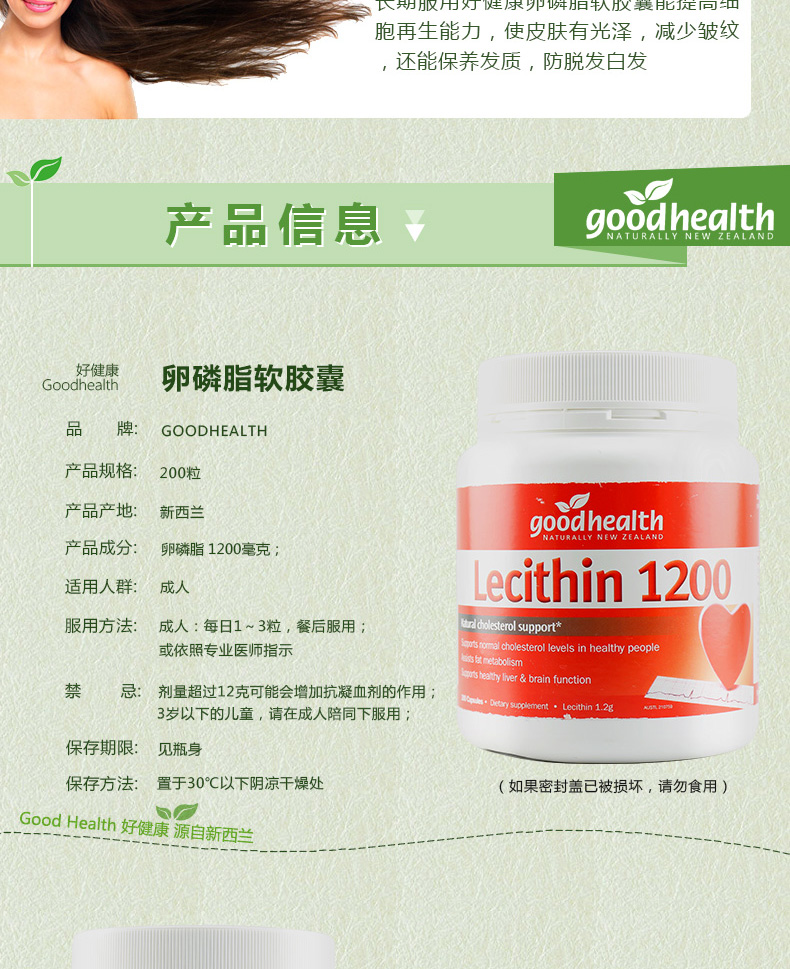 长期服用好健康卵磷脂软胶囊能提高细
胞再生能力，使皮肤有光泽，减少皱纹
，还能保养发质，防脱发白发
产品信息
goodhealth
NATURALLY NEW ZEALAND
好健康
Goodhealth
卵磷脂软胶囊
品 牌: GOODHEALTH
产品规格: 200粒
产品产地: 新西兰
产品成分: 卵磷脂 1200毫克；
适用人群: 成人
服用方法: 成人：每日1～3粒，餐后服用；
或依照专业医师指示
禁 忌: 剂量超过12克可能会增加抗凝血剂的作用；
3岁以下的儿童，请在成人陪同下服用；
保存期限: 见瓶身
保存方法: 置于30℃以下阴凉干燥处
goodhealth
NATURALLY NEW ZEALAND
Lecithin 1200
Natural cholesterol support*
Supports normal cholesterol levels in healthy people
Assists fat metabolism
Supports healthy liver & brain function
Capsules • Dietary supplement • Lecithin 1.2g
（如果密封盖已被损坏，请勿食用）
Good Health 好健康 源自新西兰